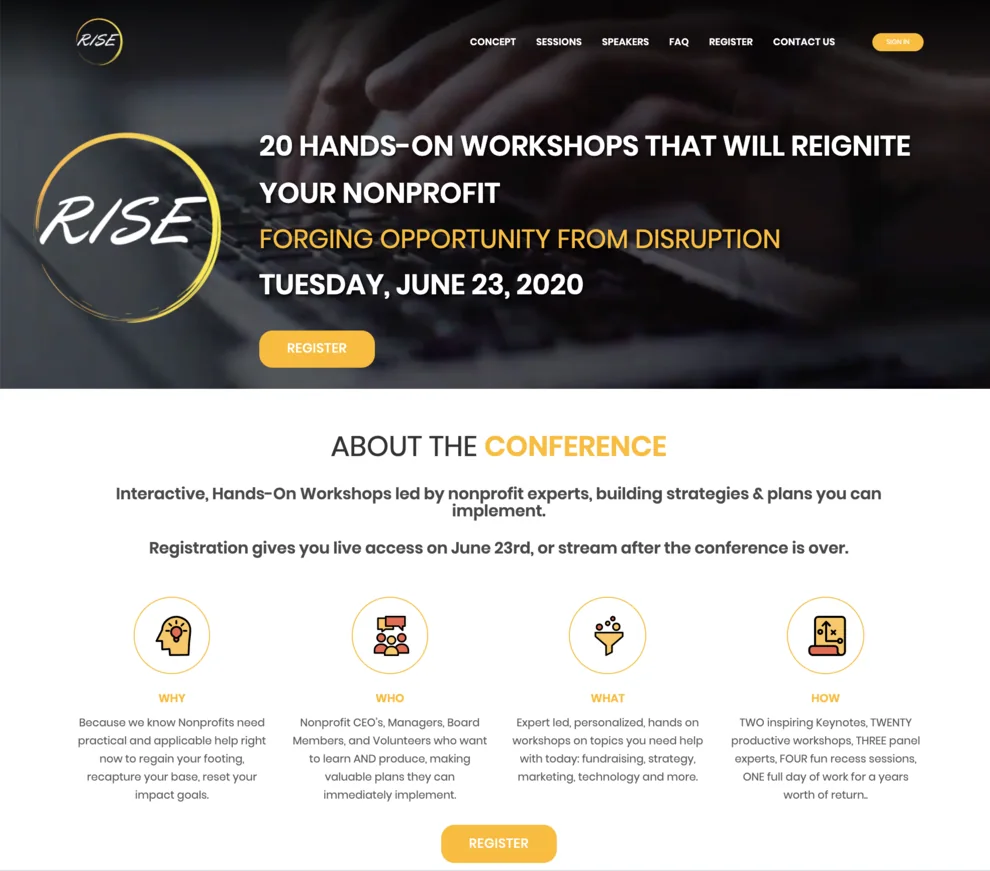 RISE
CONCEPT
SESSIONS
SPEAKERS
FAQ
REGISTER
CONTACT US
SIGN IN
RISE
20 HANDS-ON WORKSHOPS THAT WILL REIGNITE
YOUR NONPROFIT
FORGING OPPORTUNITY FROM DISRUPTION
TUESDAY, JUNE 23, 2020
REGISTER
ABOUT THE CONFERENCE
Interactive, Hands-On Workshops led by nonprofit experts, building strategies & plans you can
implement.
Registration gives you live access on June 23rd, or stream after the conference is over.
WHY
Because we know Nonprofits need
practical and applicable help right
now to regain your footing,
recapture your base, reset your
impact goals.
WHO
Nonprofit CEO's, Managers, Board
Members, and Volunteers who want
to learn AND produce, making
valuable plans they can
immediately implement.
WHAT
Expert led, personalized, hands on
workshops on topics you need help
with today: fundraising, strategy,
marketing, technology and more.
HOW
TWO inspiring Keynotes, TWENTY
productive workshops, THREE panel
experts, FOUR fun recess sessions,
ONE full day of work for a years
worth of return..
REGISTER